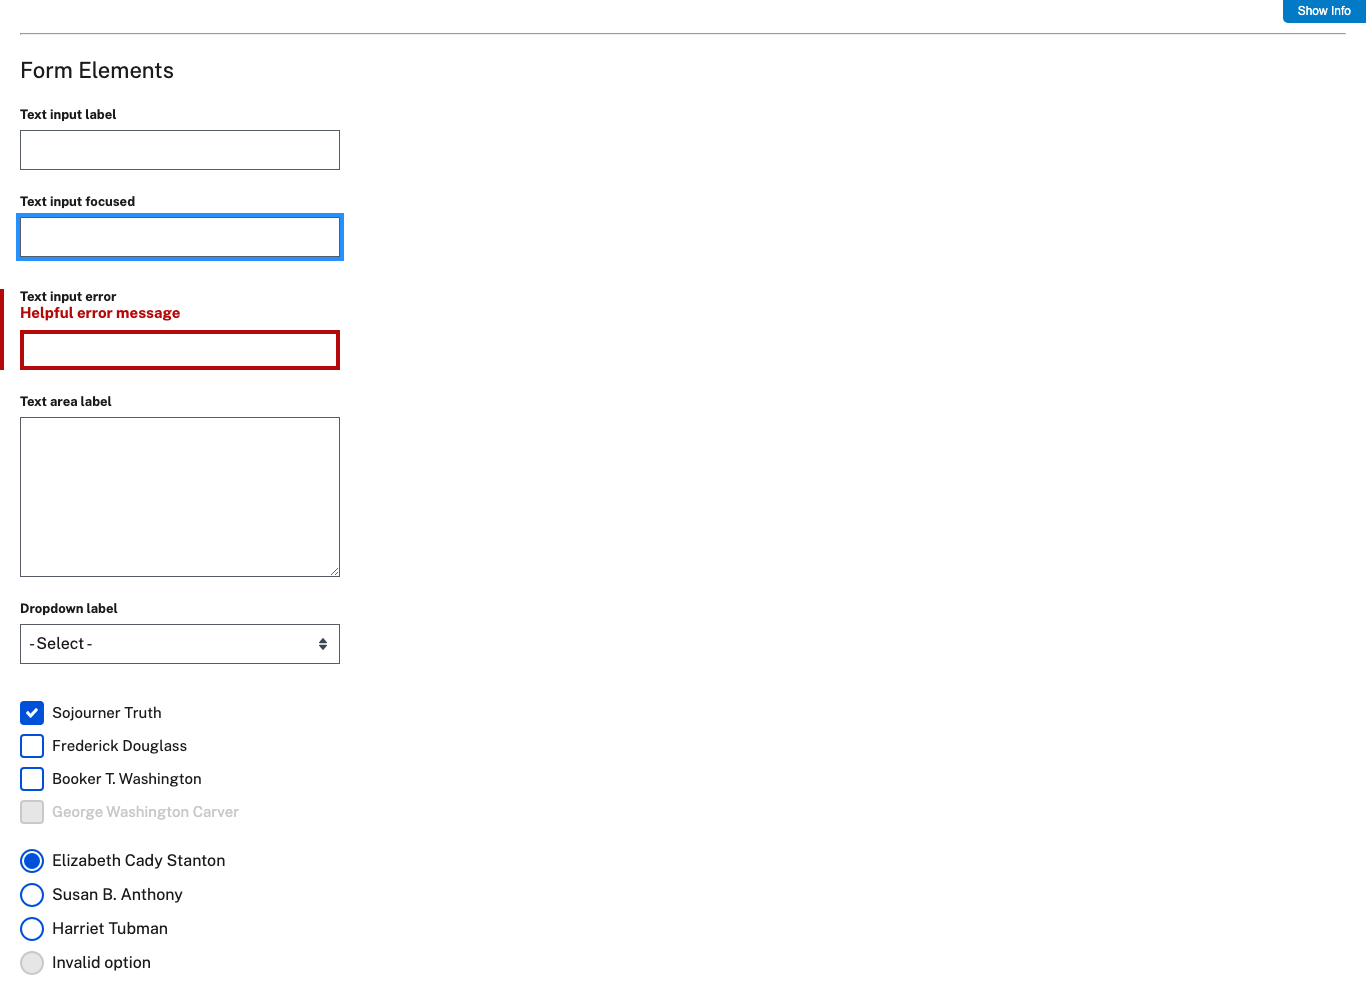 Show Info
Form Elements
Text input label
Text input focused
Text input error
Helpful error message
Text area label
Dropdown label
- Select -
Sojourner Truth
Frederick Douglass
Booker T. Washington
George Washington Carver
Elizabeth Cady Stanton
Susan B. Anthony
Harriet Tubman
Invalid option